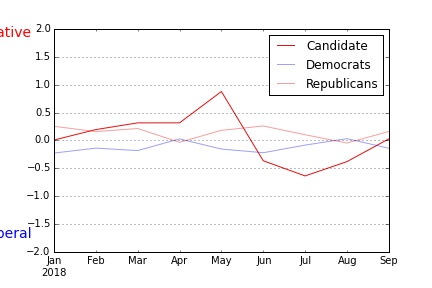 ative
peral
2.0
1.5
1.0
0.5
0.0
−0.5
−1.0
−1.5
−2.0
Candidate
Democrats
Republicans
Jan Feb Mar Apr May Jun Jul Aug Sep
2018